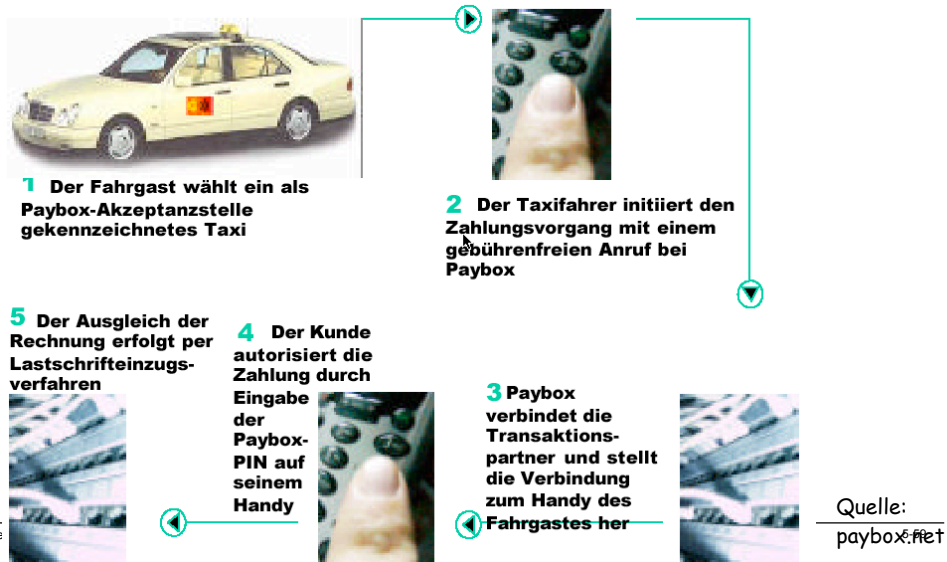 1 Der Fahrgast wählt ein als
Paybox-Akzeptanzstelle
gekennzeichnetes Taxi
2 Der Taxifahrer initiiert den
Zahlungsvorgang mit einem
gebührenfreien Anruf bei
Paybox
3 Paybox
verbindet die
Transaktions-
partner und stellt
die Verbindung
zum Handy des
Fahrgastes her
4 Der Kunde
autorisiert die
Zahlung durch
Eingabe
der
Paybox-
PIN auf
seinem
Handy
5 Der Ausgleich der
Rechnung erfolgt per
Lastschrifteinzugs-
verfahren
Quelle:
paybox.net